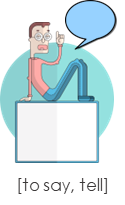 [to say, tell]